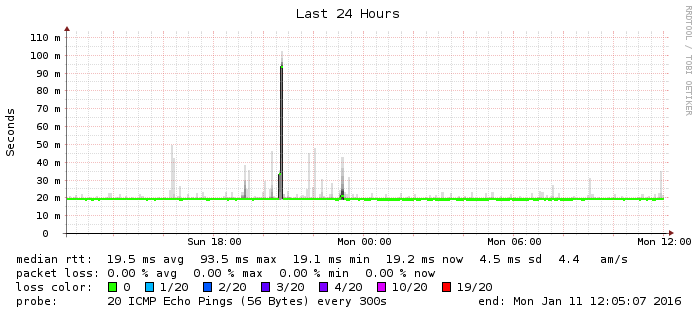 Last 24 Hours
RRDTOOL / TOBI OETIKER
Seconds
110 m
100 m
90 m
80 m
70 m
60 m
50 m
40 m
30 m
20 m
10 m
0
Sun 18:00 Mon 00:00 Mon 06:00 Mon 12:00
median rtt: 19.5 ms avg 93.5 ms max 19.1 ms min 19.2 ms now 4.5 ms sd 4.4 am/s
packet loss: 0.00 % avg 0.00 % max 0.00 % min 0.00 % now
loss color: 0 1/20 2/20 3/20 4/20 10/20 19/20
probe: 20 ICMP Echo Pings (56 Bytes) every 300s end: Mon Jan 11 12:05:07 2016